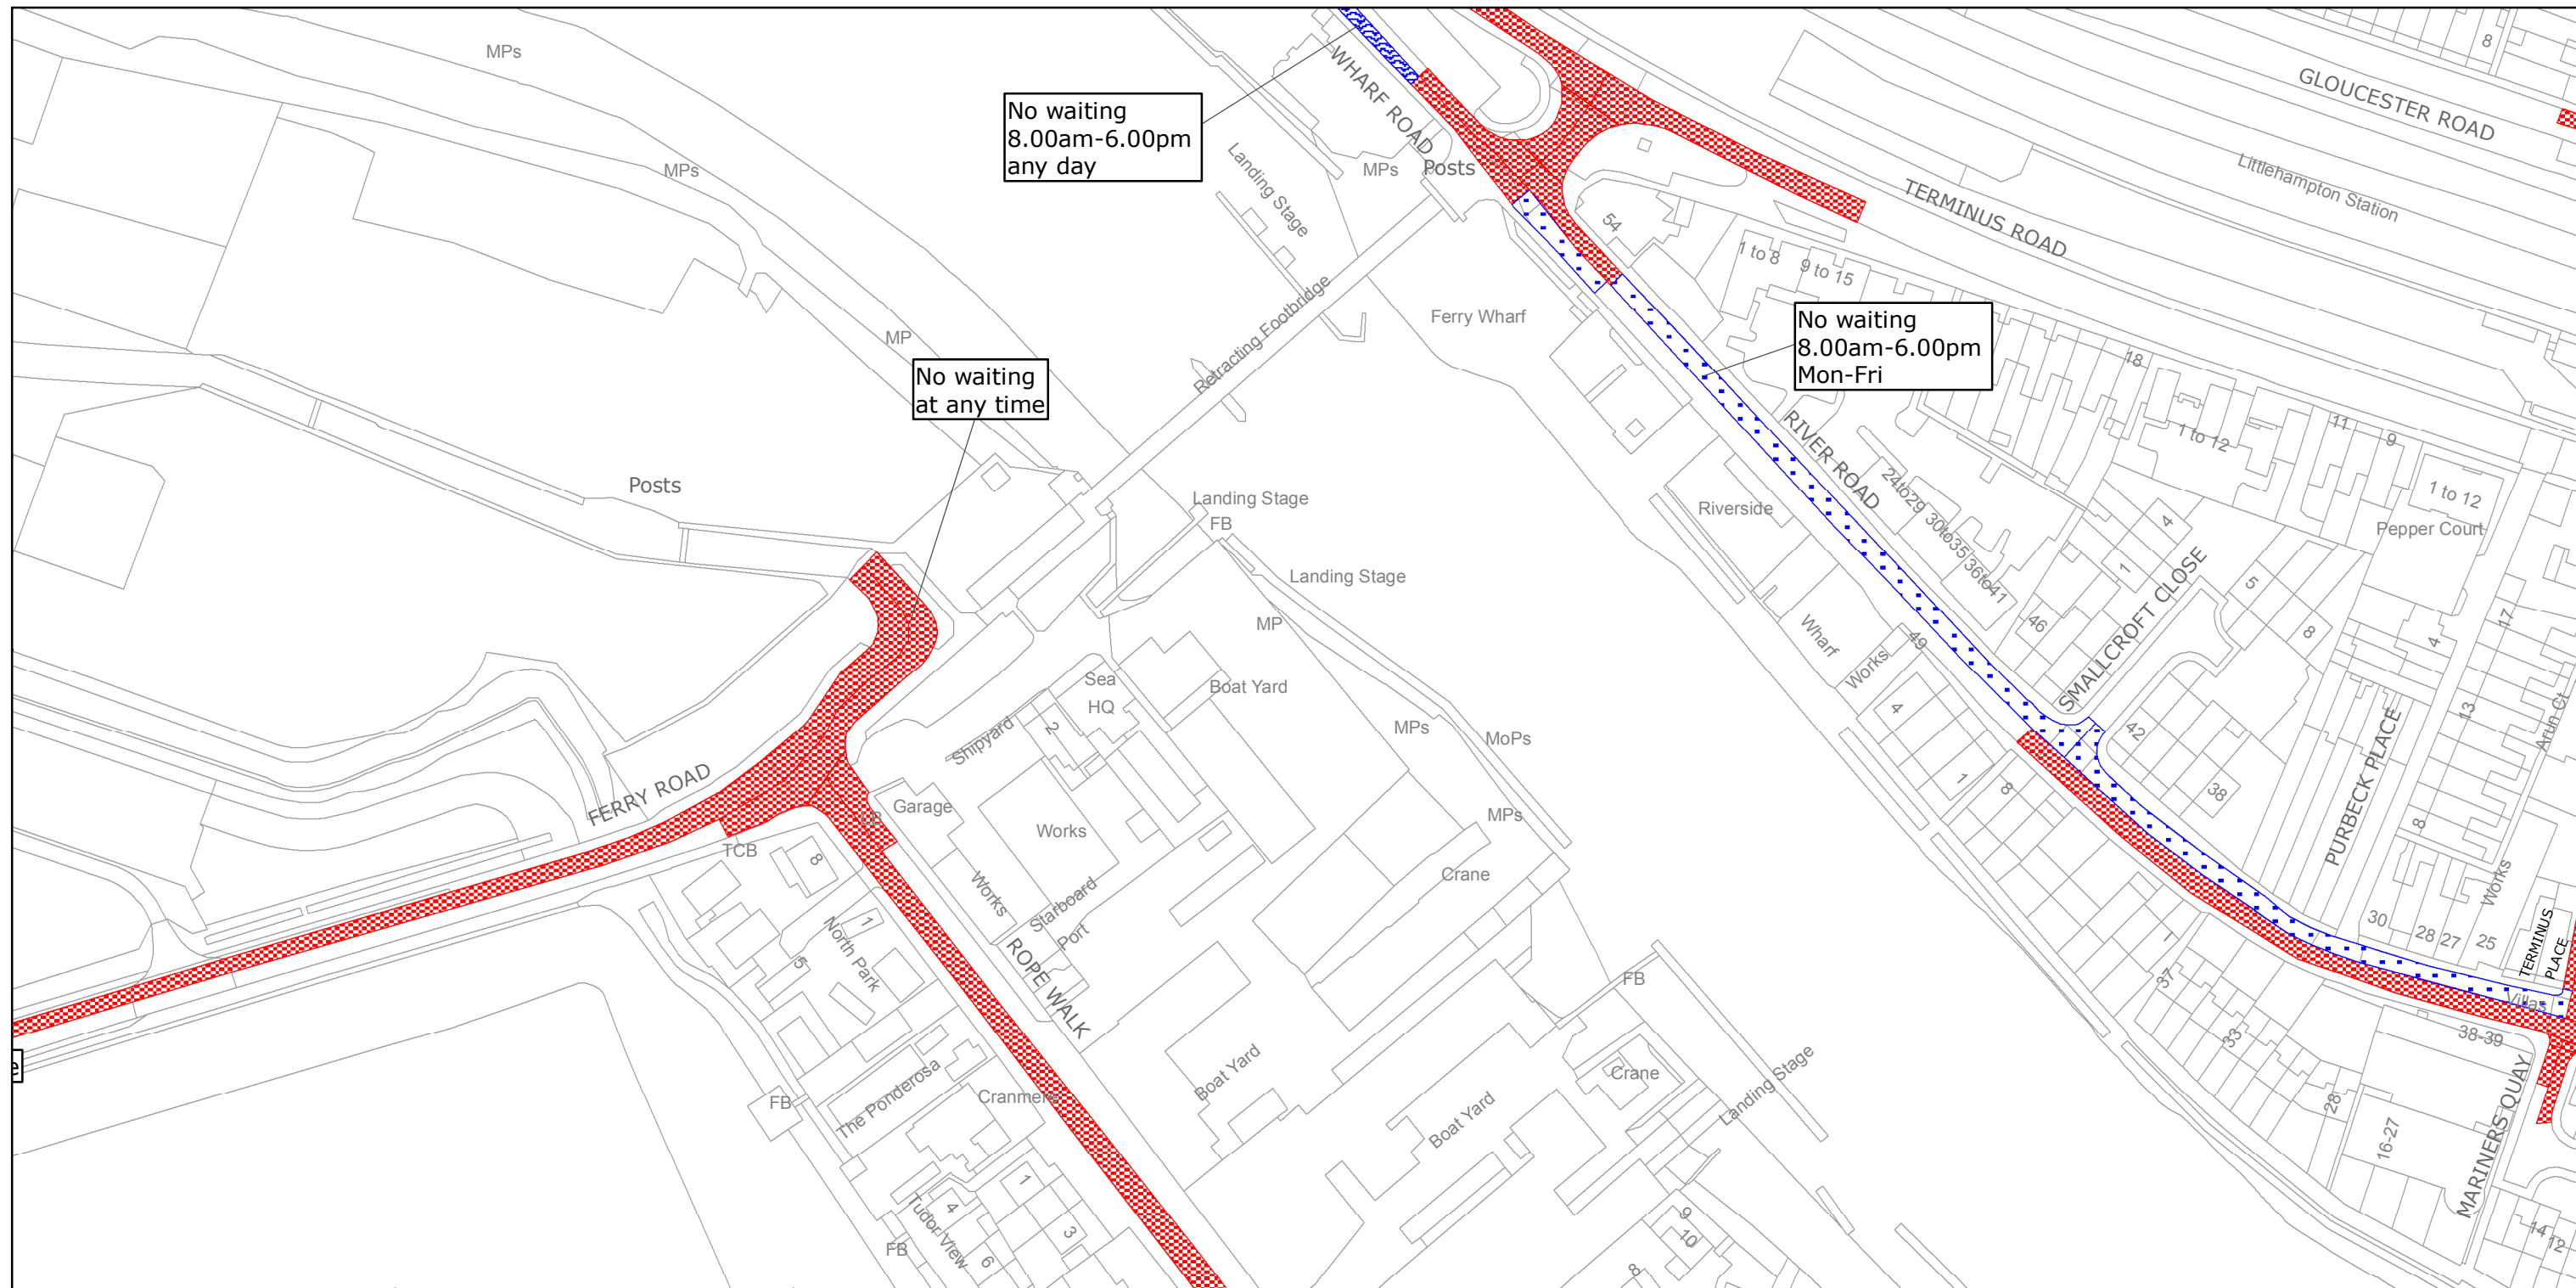 MPs
8
GLOUCESTER ROAD
WHARF ROAD
No waiting
8.00am-6.00pm
any day
Landing Stage
MPs
MPs
Posts
Littlehampton Station
TERMINUS ROAD
54
1 to 8
9 to 15
Retracting Footbridge
Ferry Wharf
No waiting
8.00am-6.00pm
Mon-Fri
MP
No waiting
at any time
18
11
9
1 to 12
RIVER ROAD
Posts
Landing Stage
FB
Riverside
24to29
30to35
36to41
4
1
1 to 12
Pepper Court
Landing Stage
MP
Wharf
Works
49
46
SMALLCROFT CLOSE
5
8
4
17
Sea
HQ
Boat Yard
Shipyard
2
MPs
MoPs
4
1
8
42
38
PURBECK PLACE
13
Arun Ct
8
FERRY ROAD
Garage
LB
TCB
8
Works
MPs
Crane
Works
Starboard
Port
North Park
1
5
ROPE WALK
FB
30
28
27
25
Works
TERMINUS
PLACE
Villas
1
37
33
38-39
28
16-27
MARINERS QUAY
e
The Ponderosa
Cranmere
FB
Boat Yard
Boat Yard
Crane
Landing Stage
1
4
3
6
Tudor View
FB
9
10
8
14
12